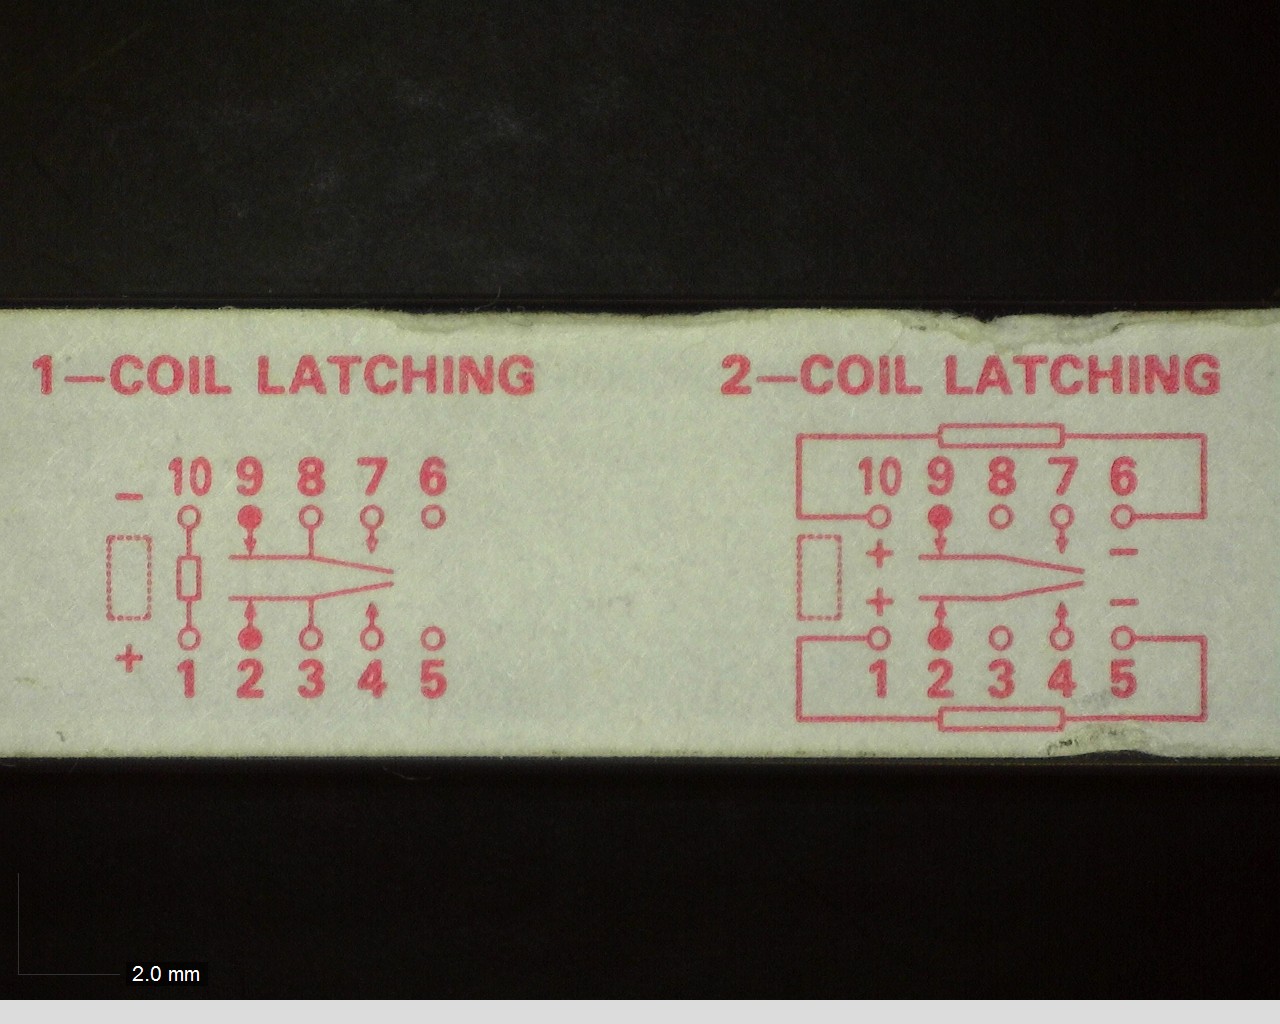 1—COIL LATCHING
2—COIL LATCHING
10 9 8 7 6
−
+
1 2 3 4 5
10 9 8 7 6
+ −
+ −
1 2 3 4 5
2.0 mm